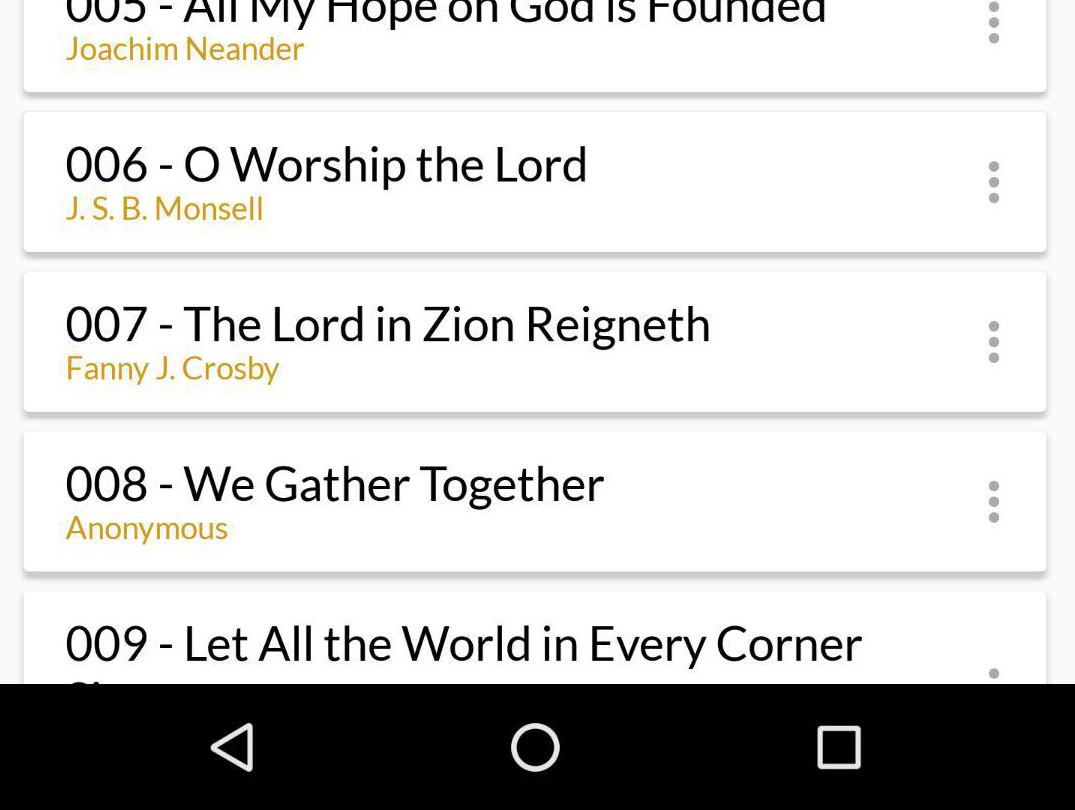 005 - All My Hope on God is Founded
Joachim Neander
006 - O Worship the Lord
J. S. B. Monsell
007 - The Lord in Zion Reigneth
Fanny J. Crosby
008 - We Gather Together
Anonymous
009 - Let All the World in Every Corner